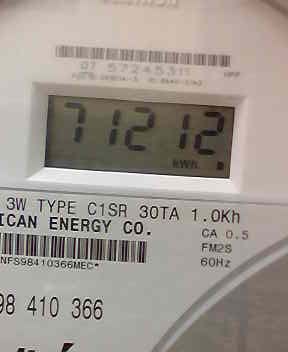 07 57245311
71212
kWh
3W TYPE C1SR 30TA 1.0Kh
ICAN ENERGY CO. CA 0.5
FM2S
NFS98410366MEC* 60Hz
98 410 366